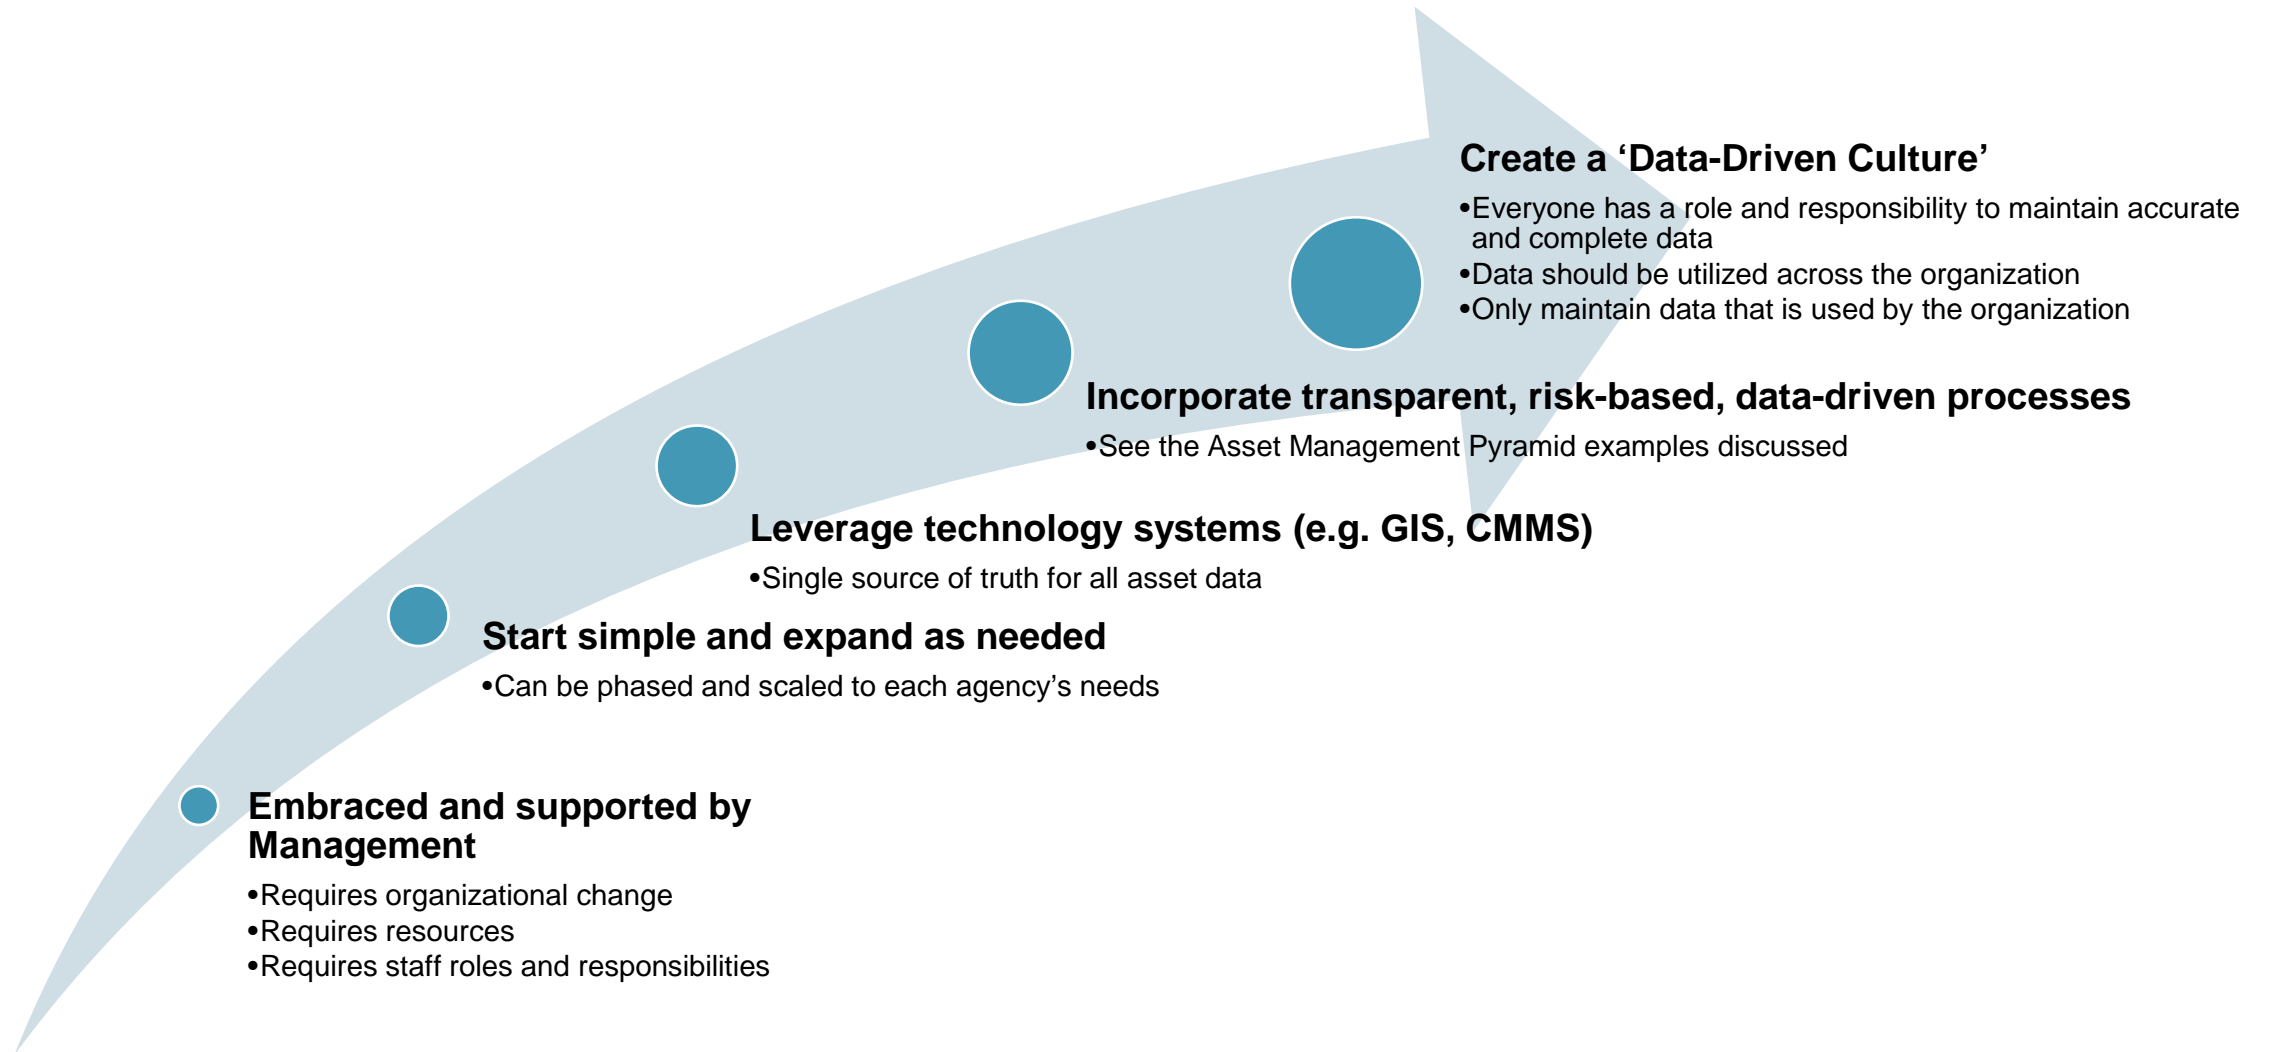 Create a ‘Data-Driven Culture’
•Everyone has a role and responsibility to maintain accurate
and complete data
•Data should be utilized across the organization
•Only maintain data that is used by the organization
Incorporate transparent, risk-based, data-driven processes
•See the Asset Management Pyramid examples discussed
Leverage technology systems (e.g. GIS, CMMS)
•Single source of truth for all asset data
Start simple and expand as needed
•Can be phased and scaled to each agency’s needs
Embraced and supported by
Management
•Requires organizational change
•Requires resources
•Requires staff roles and responsibilities